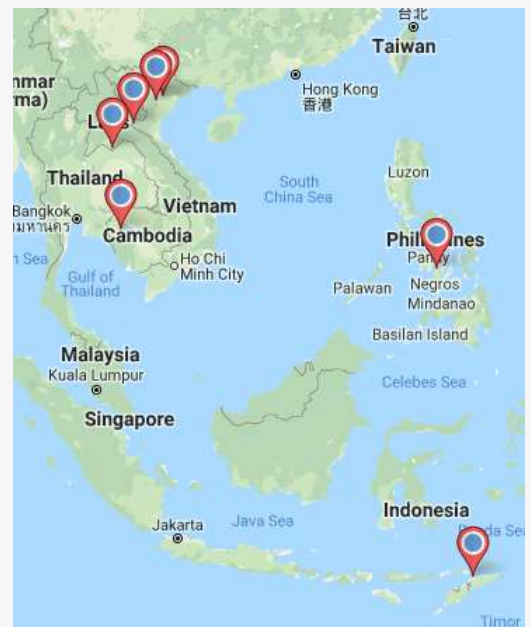 台北
Taiwan
Hong Kong
香港
nmar
rma)
Thailand
Bangkok
Vietnam
Cambodia
Ho Chi
Minh City
Gulf of
Thailand
South
China Sea
Luzon
Palawan
Negros
Mindanao
Basilan Island
Celebes Sea
Malaysia
Kuala Lumpur
Singapore
Indonesia
Jakarta
Java Sea
Timor